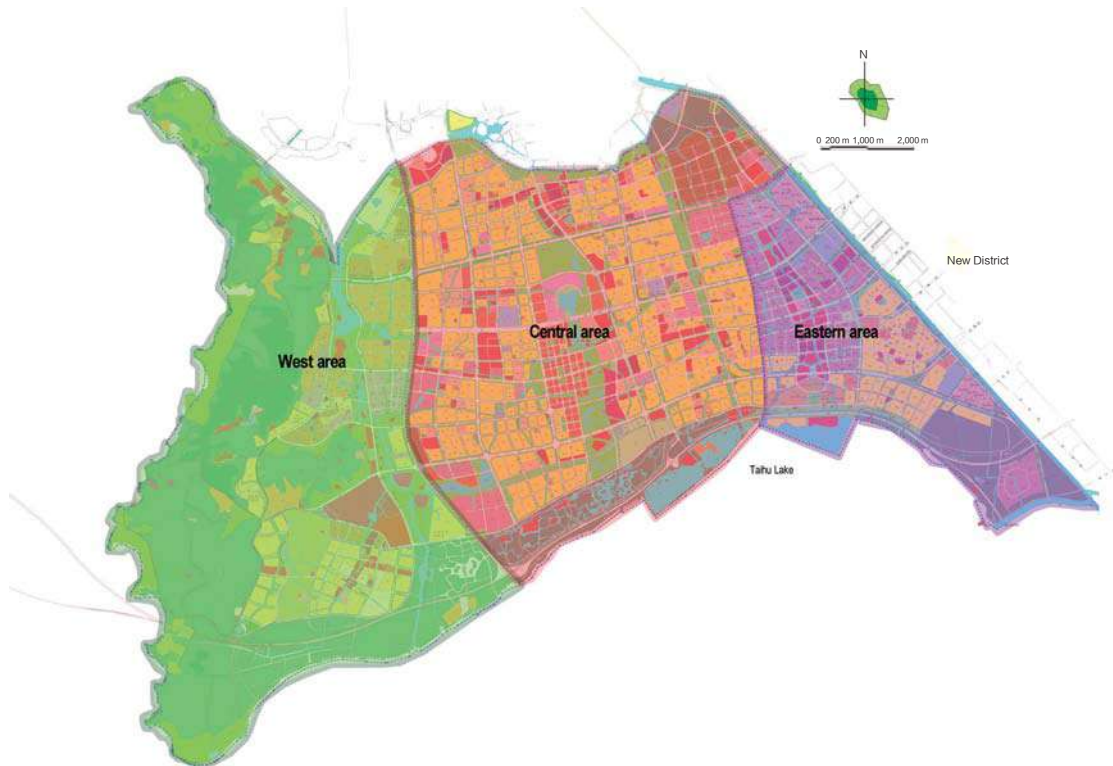 N
0 200 m 1,000 m 2,000 m
New District
Central area
Eastern area
West area
Taihu Lake